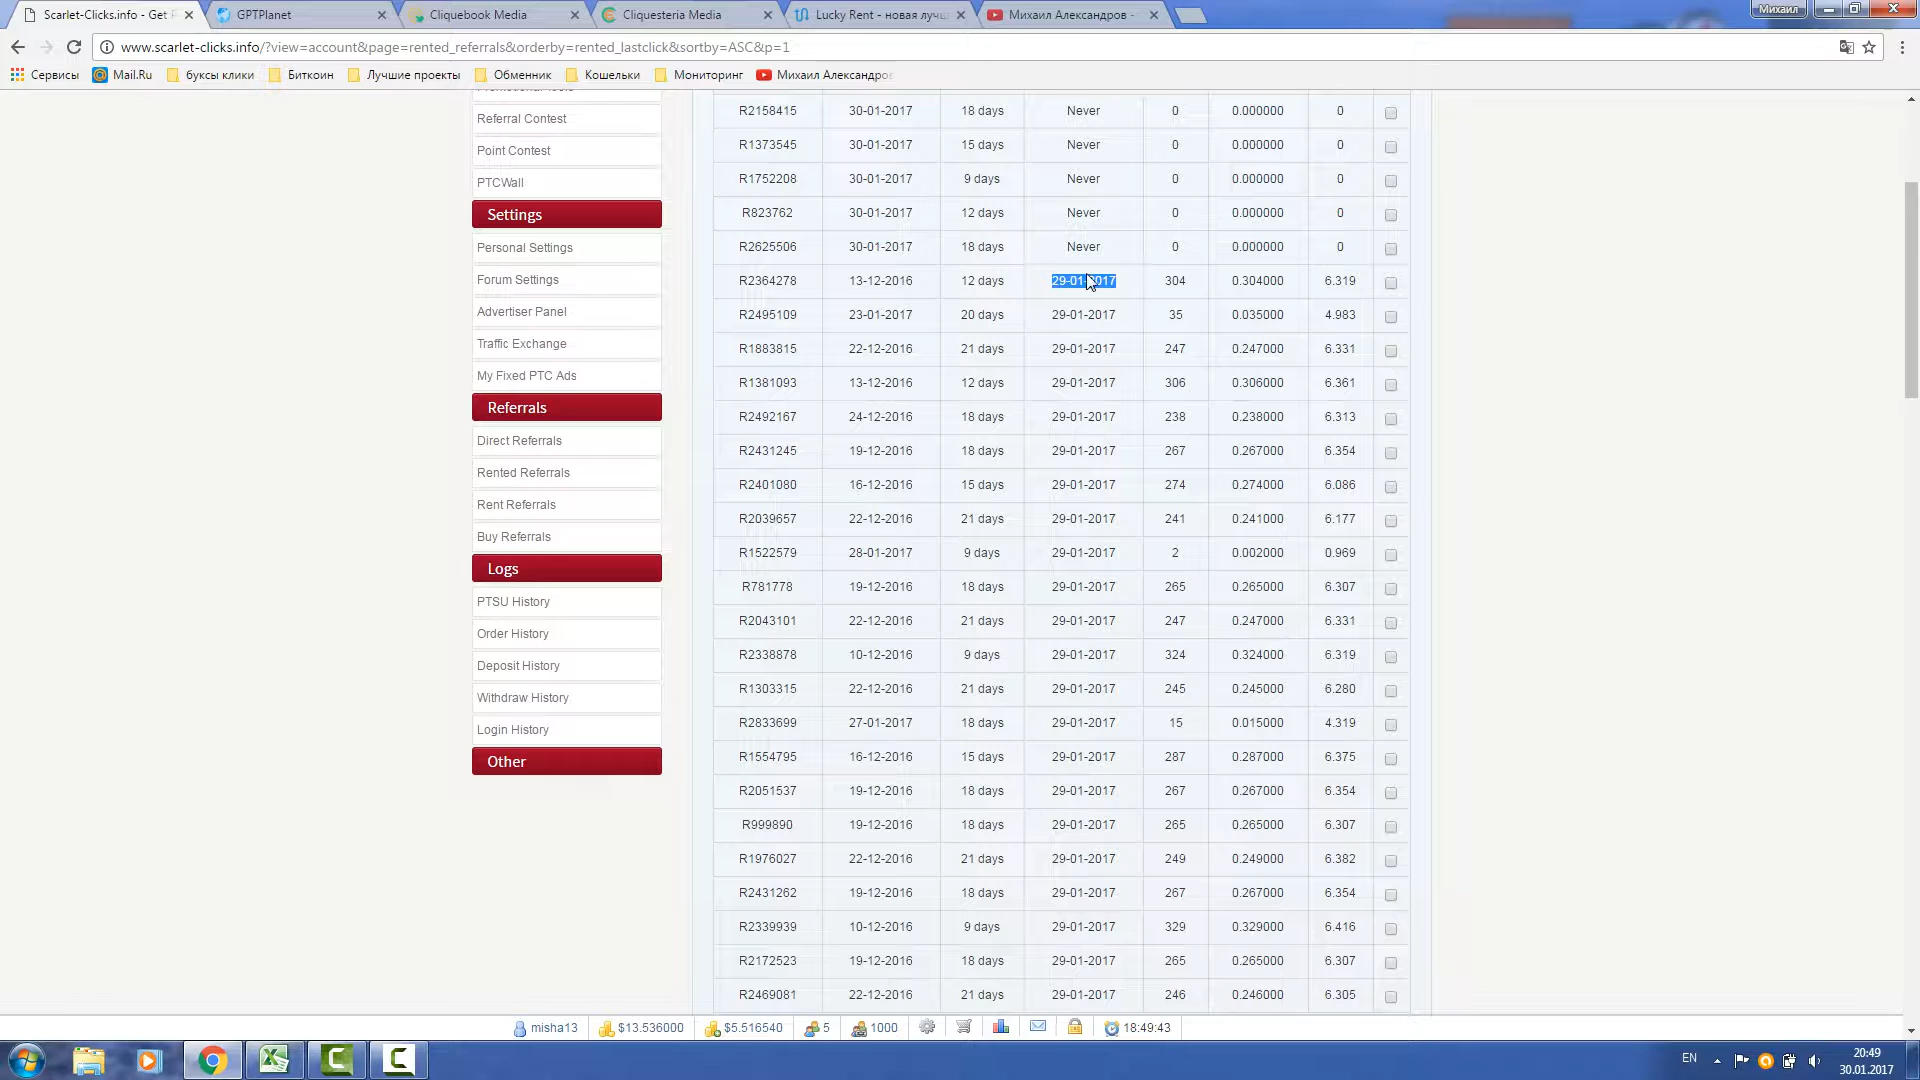 Scarlet-Clicks.info - Get P
GPTPlanet
Cliquebook Media
Cliquesteria Media
Lucky Rent - новая лучш
Михаил Александров -
Михаил
www.scarlet-clicks.info/?view=account&page=rented_referrals&orderby=rented_lastclick&sortby=ASC&p=1
Сервисы
Mail.Ru
буксы клики
Биткоин
Лучшие проекты
Обменник
Кошельки
Мониторинг
Михаил Александров
Promotional Tools
Referral Contest
Point Contest
PTCWall
Settings
Personal Settings
Forum Settings
Advertiser Panel
Traffic Exchange
My Fixed PTC Ads
Referrals
Direct Referrals
Rented Referrals
Rent Referrals
Buy Referrals
Logs
PTSU History
Order History
Deposit History
Withdraw History
Login History
Other
R2158415 30-01-2017 18 days Never 0 0.000000 0
R1373545 30-01-2017 15 days Never 0 0.000000 0
R1752208 30-01-2017 9 days Never 0 0.000000 0
R823762 30-01-2017 12 days Never 0 0.000000 0
R2625506 30-01-2017 18 days Never 0 0.000000 0
R2364278 13-12-2016 12 days 29-01-2017 304 0.304000 6.319
R2495109 23-01-2017 20 days 29-01-2017 35 0.035000 4.983
R1883815 22-12-2016 21 days 29-01-2017 247 0.247000 6.331
R1381093 13-12-2016 12 days 29-01-2017 306 0.306000 6.361
R2492167 24-12-2016 18 days 29-01-2017 238 0.238000 6.313
R2431245 19-12-2016 18 days 29-01-2017 267 0.267000 6.354
R2401080 16-12-2016 15 days 29-01-2017 274 0.274000 6.086
R2039657 22-12-2016 21 days 29-01-2017 241 0.241000 6.177
R1522579 28-01-2017 9 days 29-01-2017 2 0.002000 0.969
R781778 19-12-2016 18 days 29-01-2017 265 0.265000 6.307
R2043101 22-12-2016 21 days 29-01-2017 247 0.247000 6.331
R2338878 10-12-2016 9 days 29-01-2017 324 0.324000 6.319
R1303315 22-12-2016 21 days 29-01-2017 245 0.245000 6.280
R2833699 27-01-2017 18 days 29-01-2017 15 0.015000 4.319
R1554795 16-12-2016 15 days 29-01-2017 287 0.287000 6.375
R2051537 19-12-2016 18 days 29-01-2017 267 0.267000 6.354
R999890 19-12-2016 18 days 29-01-2017 265 0.265000 6.307
R1976027 22-12-2016 21 days 29-01-2017 249 0.249000 6.382
R2431262 19-12-2016 18 days 29-01-2017 267 0.267000 6.354
R2339939 10-12-2016 9 days 29-01-2017 329 0.329000 6.416
R2172523 19-12-2016 18 days 29-01-2017 265 0.265000 6.307
R2469081 22-12-2016 21 days 29-01-2017 246 0.246000 6.305
misha13 $13.536000 $5.516540 5 1000 18:49:43
EN
20:49
30.01.2017